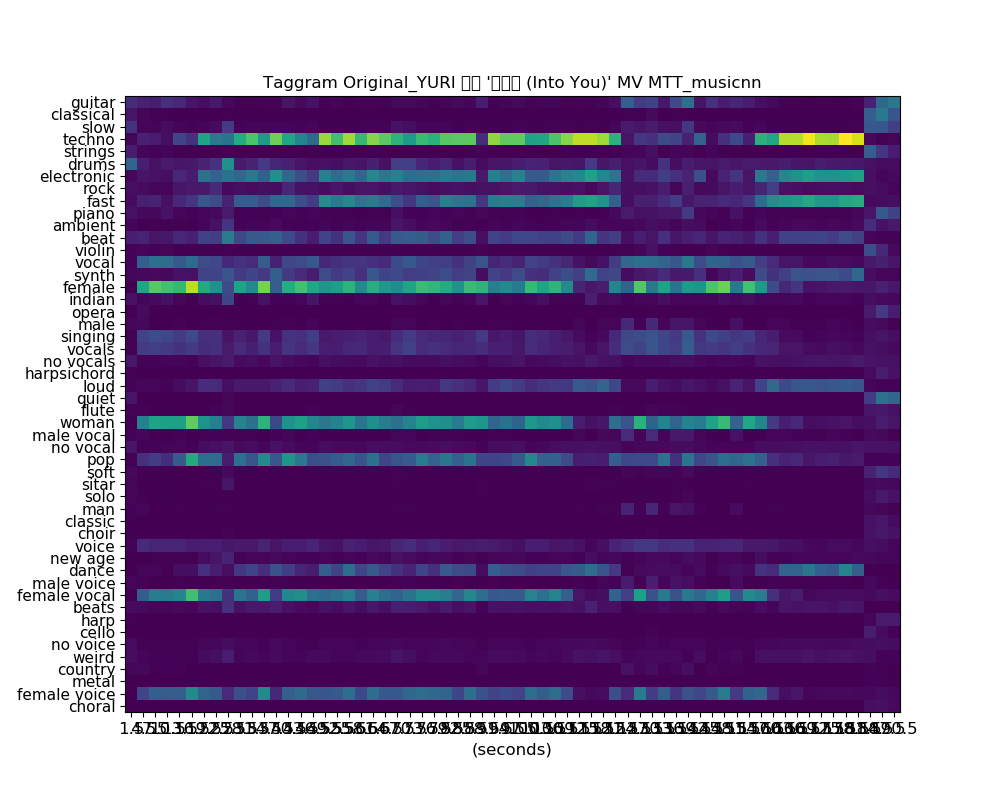 Taggram Original_YURI 'ᅠ(Into You)' MV MTT_musicnn
guitar
classical
slow
techno
strings
drums
electronic
rock
fast
piano
ambient
beat
violin
vocal
synth
female
indian
opera
male
singing
vocals
no vocals
harpsichord
loud
quiet
flute
woman
male vocal
no vocal
pop
soft
sitar
solo
man
classic
choir
voice
new age
dance
male voice
female vocal
beats
harp
cello
no voice
weird
country
metal
female voice
choral
(seconds)